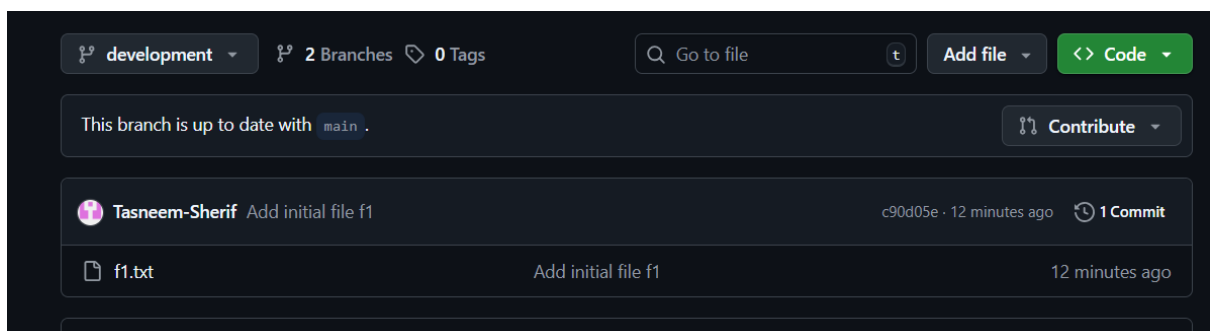 development 2 Branches 0 Tags Go to file t Add file <> Code
This branch is up to date with main . Contribute
Tasneem-Sherif Add initial file f1 c90d05e · 12 minutes ago 1 Commit
f1.txt Add initial file f1 12 minutes ago